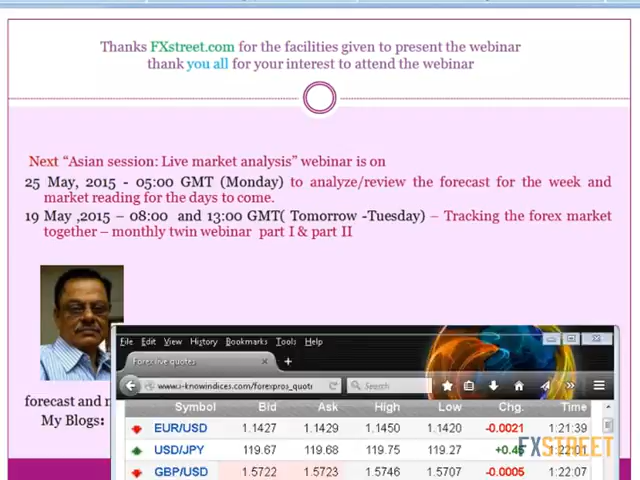 Thanks FXstreet.com for the facilities given to present the webinar
thank you all for your interest to attend the webinar
Next “Asian session: Live market analysis” webinar is on
25 May, 2015 - 05:00 GMT (Monday) to analyze/review the forecast for the week and
market reading for the days to come.
19 May ,2015 – 08:00 and 13:00 GMT( Tomorrow -Tuesday) – Tracking the forex market
together – monthly twin webinar part I & part II
forecast and
My Blogs:
File Edit View History Bookmarks Tools Help
Forex live quotes
www.i-knowindices.com/forexpros_quot
Search
Symbol Bid Ask High Low Chg. Time
EUR/USD 1.1427 1.1429 1.1450 1.1420 -0.0021 1:21:39
USD/JPY 119.67 119.68 119.75 119.27 1:22:01
GBP/USD 1.5722 1.5723 1.5746 1.5707 -0.0005 1:22:07
FXSTREET